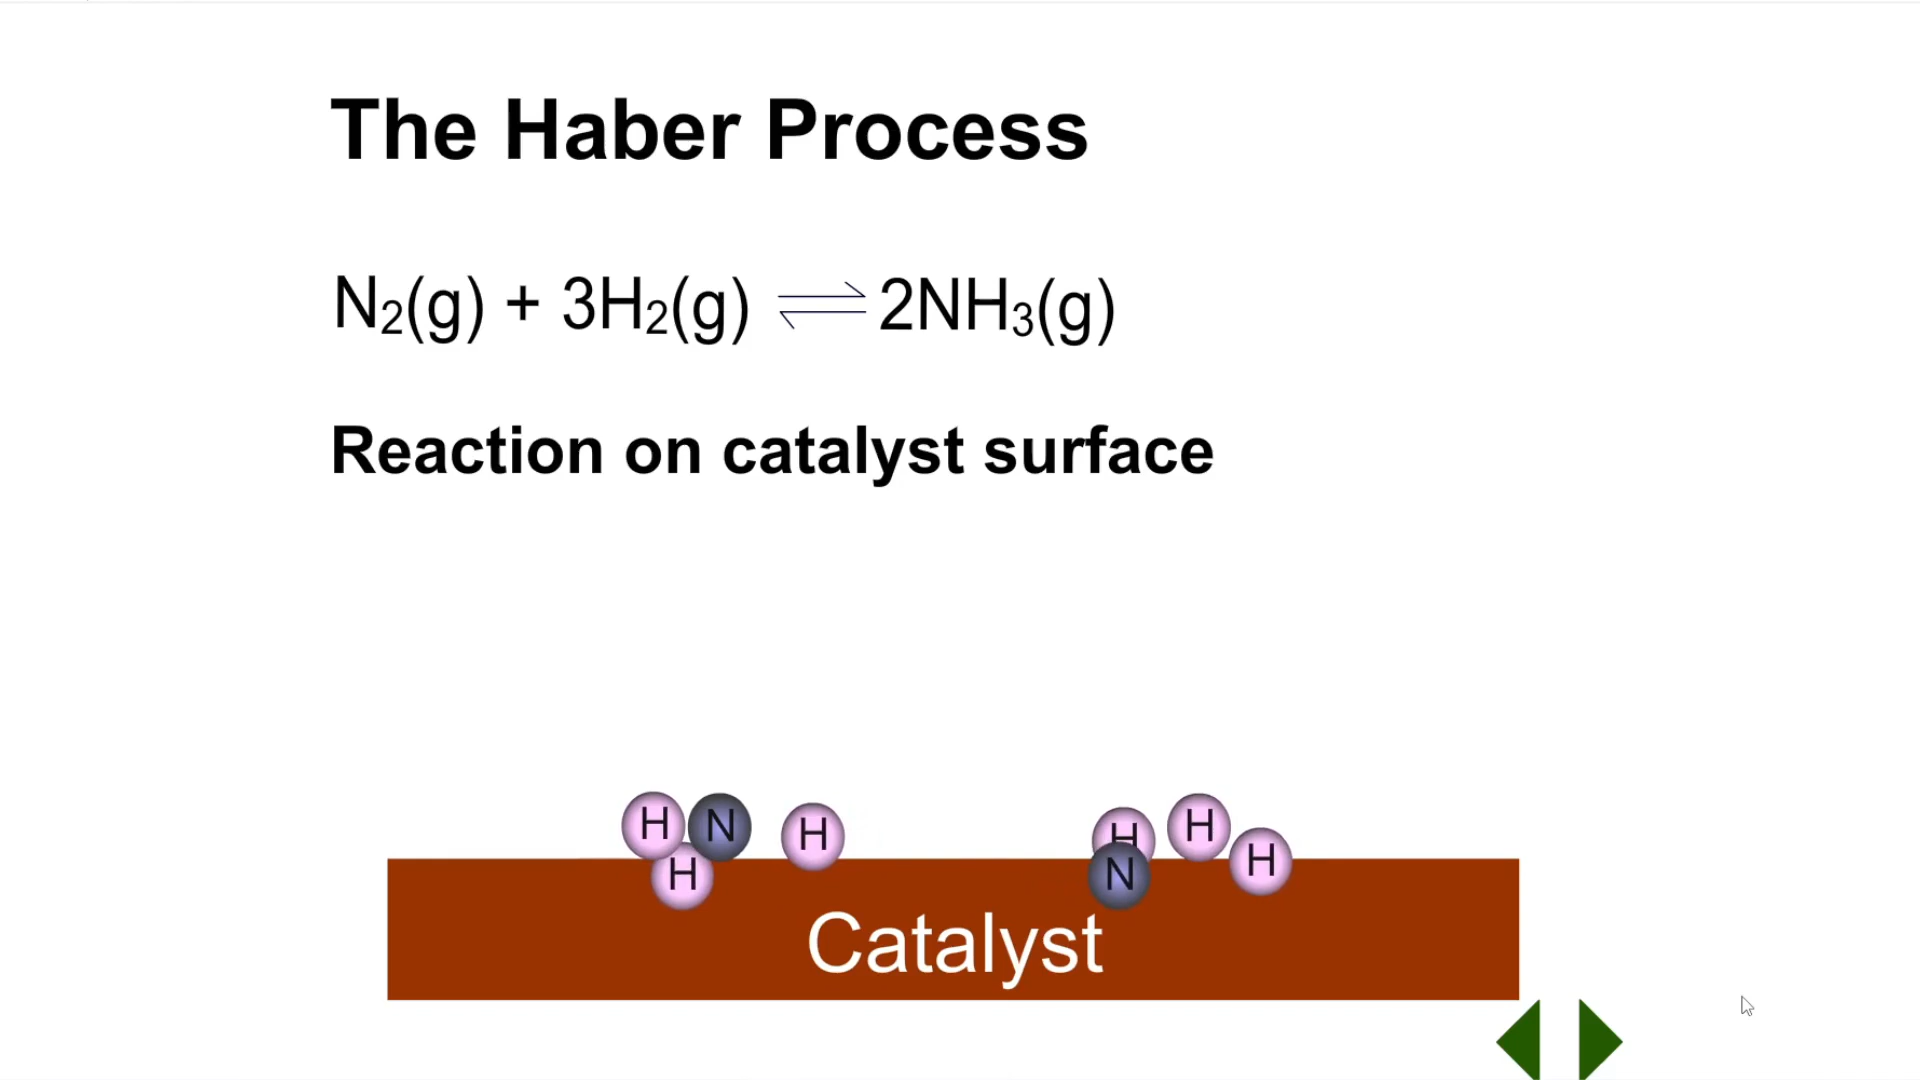 The Haber Process
N₂(g) + 3H₂(g) ⇌ 2NH₃(g)
Reaction on catalyst surface
H N H H H H
H N
Catalyst